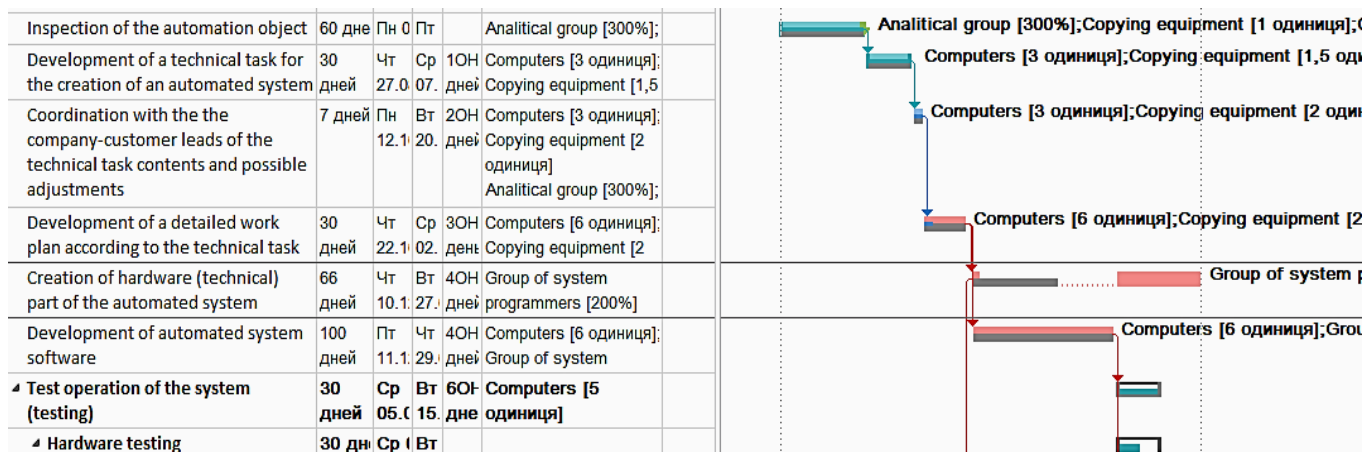 Inspection of the automation object 60 дне Пн 0 Пт Analitical group [300%];
Analitical group [300%];Copying equipment [1 одиниця];
Development of a technical task for 30 Чт Ср 1ОН Computers [3 одиниця];
the creation of an automated system дней 27.0 07. дней Copying equipment [1,5
Computers [3 одиниця];Copying equipment [1,5 оди
Coordination with the the 7 дней Пн Вт 2ОН Computers [3 одиниця];
company-customer leads of the 12.1 20. дней Copying equipment [2
technical task contents and possible одиниця]
adjustments Analitical group [300%];
Computers [3 одиниця];Copying equipment [2 один
Development of a detailed work 30 Чт Ср 3ОН Computers [6 одиниця];
plan according to the technical task дней 22.1 02. день Copying equipment [2
Computers [6 одиниця];Copying equipment [2
Creation of hardware (technical) 66 Чт Вт 4ОН Group of system
part of the automated system дней 10.1 27. дней programmers [200%]
Group of system p
Development of automated system 100 Пт Чт 4ОН Computers [6 одиниця];
software дней 11.1 29. дней Group of system
Computers [6 одиниця];Grou
Test operation of the system 30 Ср Вт 6ОН Computers [5
(testing) дней 05.0 15. дне одиниця]
Hardware testing 30 дн Ср Вт